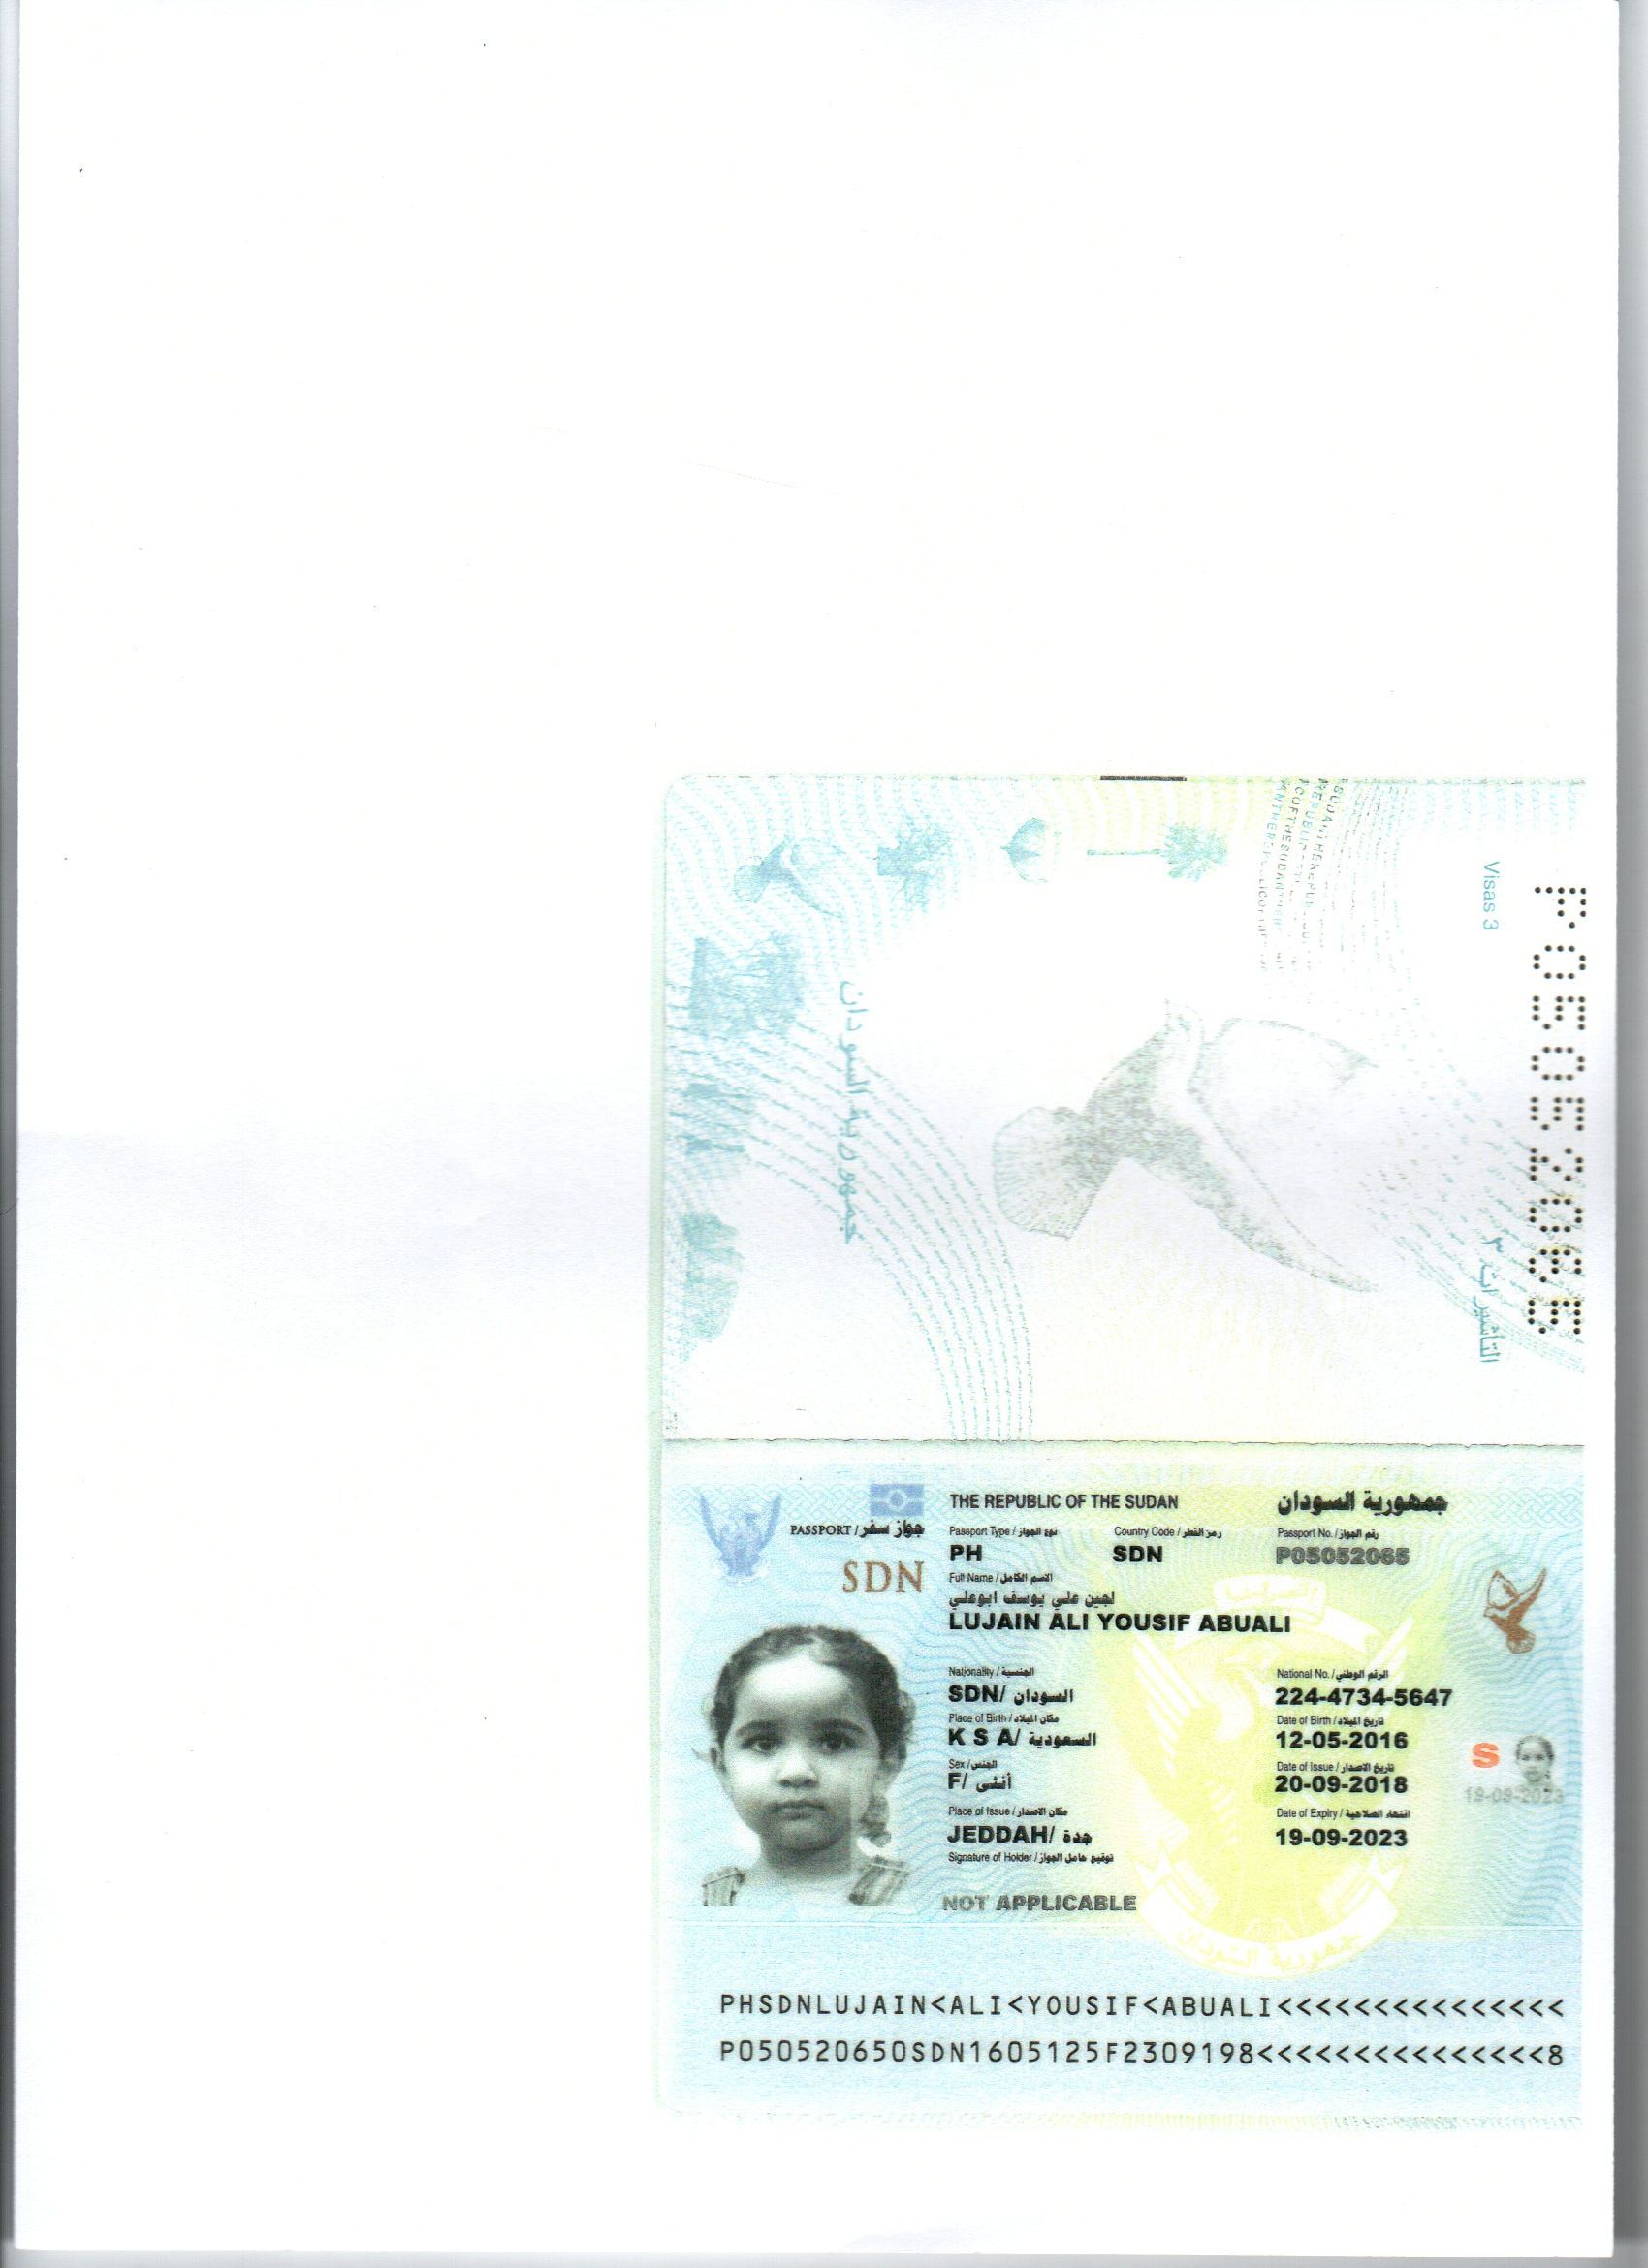 Visas 3
التأشيرات ٣
P05052065
جمهورية السودان
THE REPUBLIC OF THE SUDAN
جمهورية السودان
PASSPORT / جواز سفر
SDN
Passport Type / نوع الجواز
Country Code / رمز القطر
Passport No. / رقم الجواز
PH
SDN
P05052065
Full Name / الاسم الكامل
لجين علي يوسف ابوعلي
LUJAIN ALI YOUSIF ABUALI
Nationality / الجنسية
National No. / الرقم الوطني
SDN/ السودان
224-4734-5647
Place of Birth / مكان الميلاد
Date of Birth / تاريخ الميلاد
K S A/ السعودية
12-05-2016
Sex / الجنس
Date of Issue / تاريخ الاصدار
F/ أنثى
20-09-2018
S
19-09-2023
Place of Issue / مكان الاصدار
Date of Expiry / انتهاء الصلاحية
JEDDAH/ جدة
19-09-2023
Signature of Holder / توقيع حامل الجواز
NOT APPLICABLE
جمهورية السودان
PHSDNLUJAIN<ALI<YOUSIF<ABUALI<<<<<<<<<<<<<<<
P050520650SDN1605125F2309198<<<<<<<<<<<<<<<8